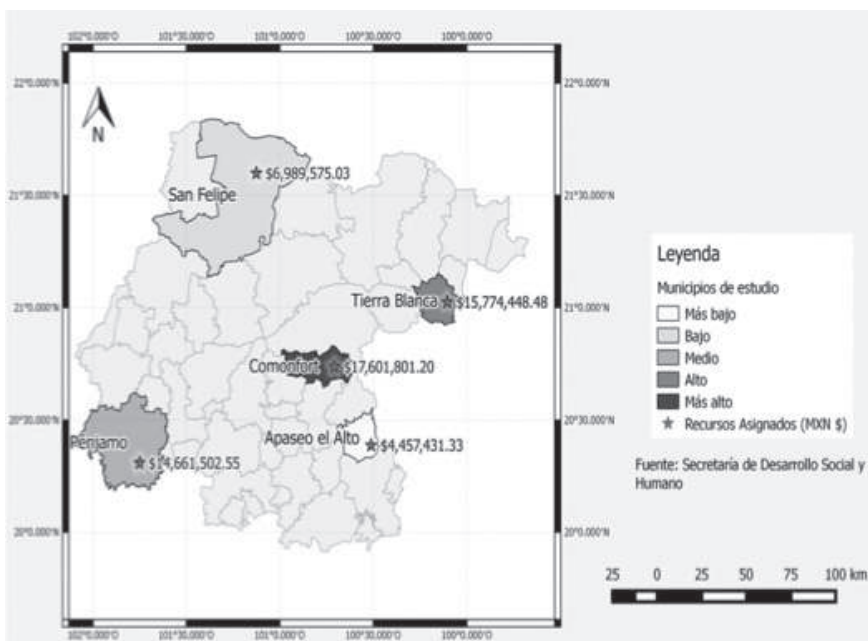 102°0.000'O 101°30.000'O 101°0.000'O 100°30.000'O 100°0.000'O
22°0.000'N 22°0.000'N
N
$6,989,575.03
San Felipe
21°30.000'N 21°30.000'N
Leyenda
Municipios de estudio
Más bajo
Bajo
Medio
Alto
Más alto
Recursos Asignados (MXN $)
Tierra Blanca $15,774,448.48
21°0.000'N 21°0.000'N
Comonfort $17,601,801.20
20°30.000'N 20°30.000'N
Pénjamo
Apaseo el Alto
$4,457,431.33
$14,661,502.55
Fuente: Secretaría de Desarrollo Social y
Humano
20°0.000'N 20°0.000'N
25 0 25 50 75 100 km
102°0.000'O 101°30.000'O 101°0.000'O 100°30.000'O 100°0.000'O